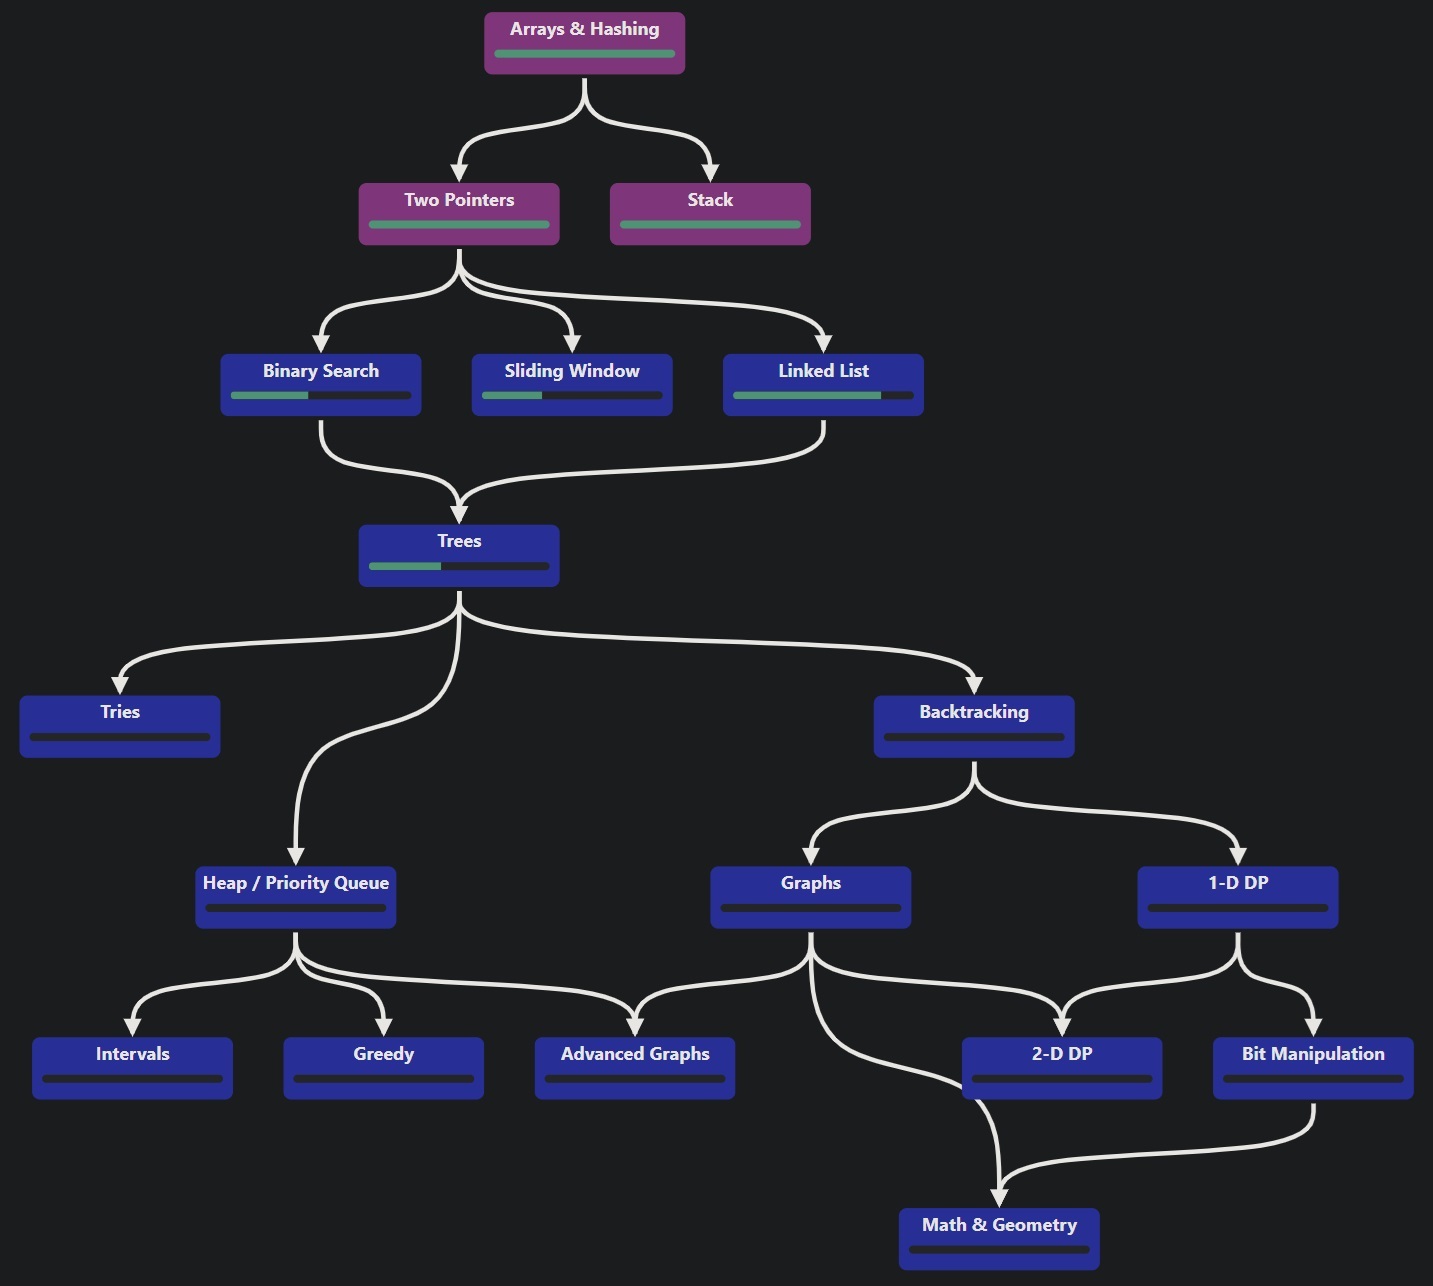 Arrays & Hashing
Two Pointers
Stack
Binary Search
Sliding Window
Linked List
Trees
Tries
Backtracking
Heap / Priority Queue
Graphs
1-D DP
Intervals
Greedy
Advanced Graphs
2-D DP
Bit Manipulation
Math & Geometry